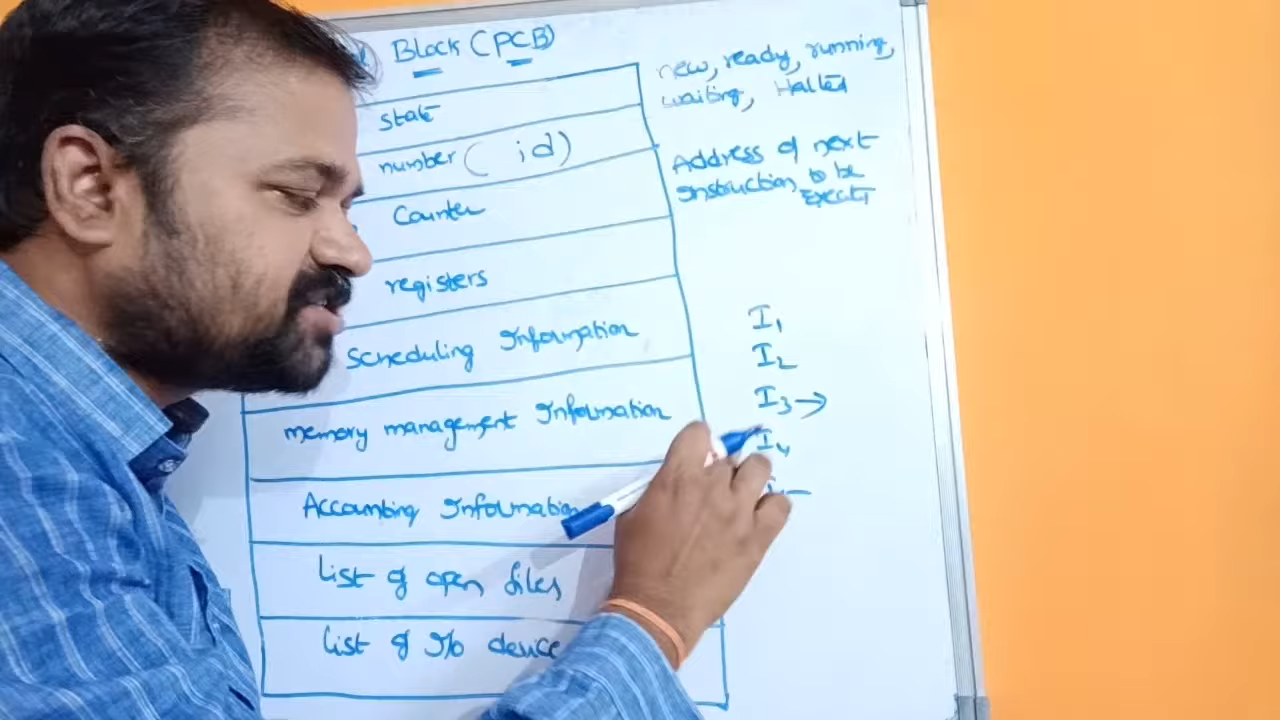 Block (PCB)
state
number ( id)
Counter
registers
Scheduling Information
memory management Information
Accounting Information
List of open files
List of I/o device
new, ready, running,
waiting, Halted
Address of next
Instruction to be
I1
I2
I3→
I4